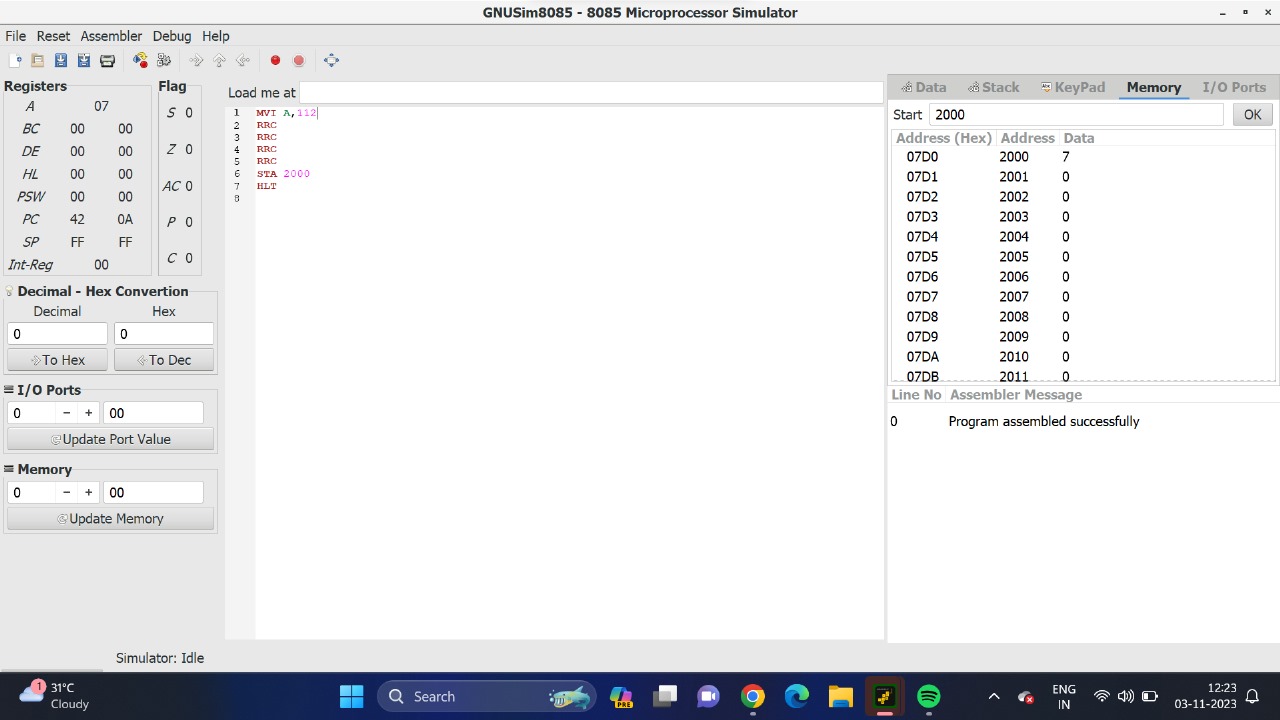 GNUSim8085 - 8085 Microprocessor Simulator
File Reset Assembler Debug Help
Registers
A 07
BC 00 00
DE 00 00
HL 00 00
PSW 00 00
PC 42 0A
SP FF FF
Int-Reg 00
Flag
S 0
Z 0
AC 0
P 0
C 0
Decimal - Hex Convertion
Decimal Hex
0 0
To Hex To Dec
I/O Ports
0 - + 00
Update Port Value
Memory
0 - + 00
Update Memory
Load me at
1 MVI A,112
2 RRC
3 RRC
4 RRC
5 RRC
6 STA 2000
7 HLT
8
Data Stack KeyPad Memory I/O Ports
Start 2000 OK
Address (Hex) Address Data
07D0 2000 7
07D1 2001 0
07D2 2002 0
07D3 2003 0
07D4 2004 0
07D5 2005 0
07D6 2006 0
07D7 2007 0
07D8 2008 0
07D9 2009 0
07DA 2010 0
07DB 2011 0
Line No Assembler Message
0 Program assembled successfully
Simulator: Idle
1
31°C
Cloudy
Search
PRE
ENG
IN
12:23
03-11-2023